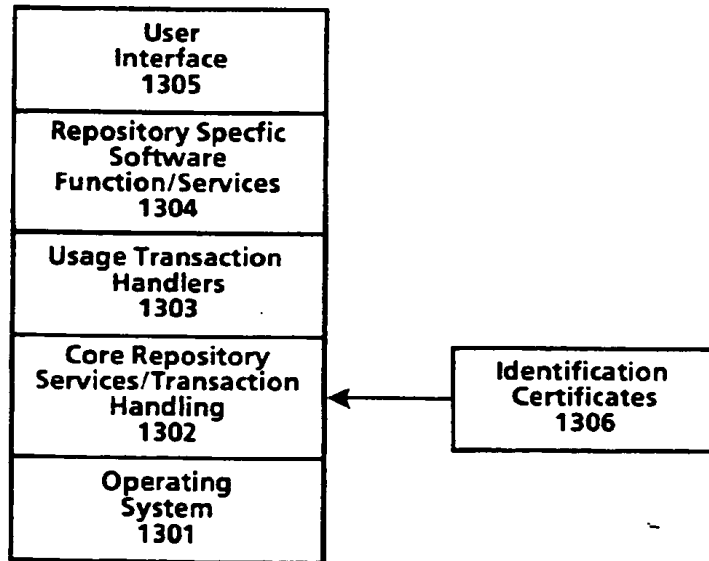 User
Interface
1305
Repository Specfic
Software
Function/Services
1304
Usage Transaction
Handlers
1303
Core Repository
Services/Transaction
Handling
1302
Operating
System
1301
Identification
Certificates
1306